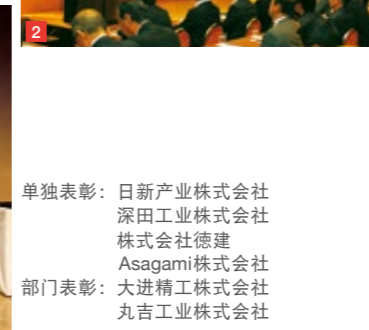 2
单独表彰：日新产业株式会社
深田工业株式会社
株式会社德建
Asagami株式会社
部门表彰：大进精工株式会社
丸吉工业株式会社